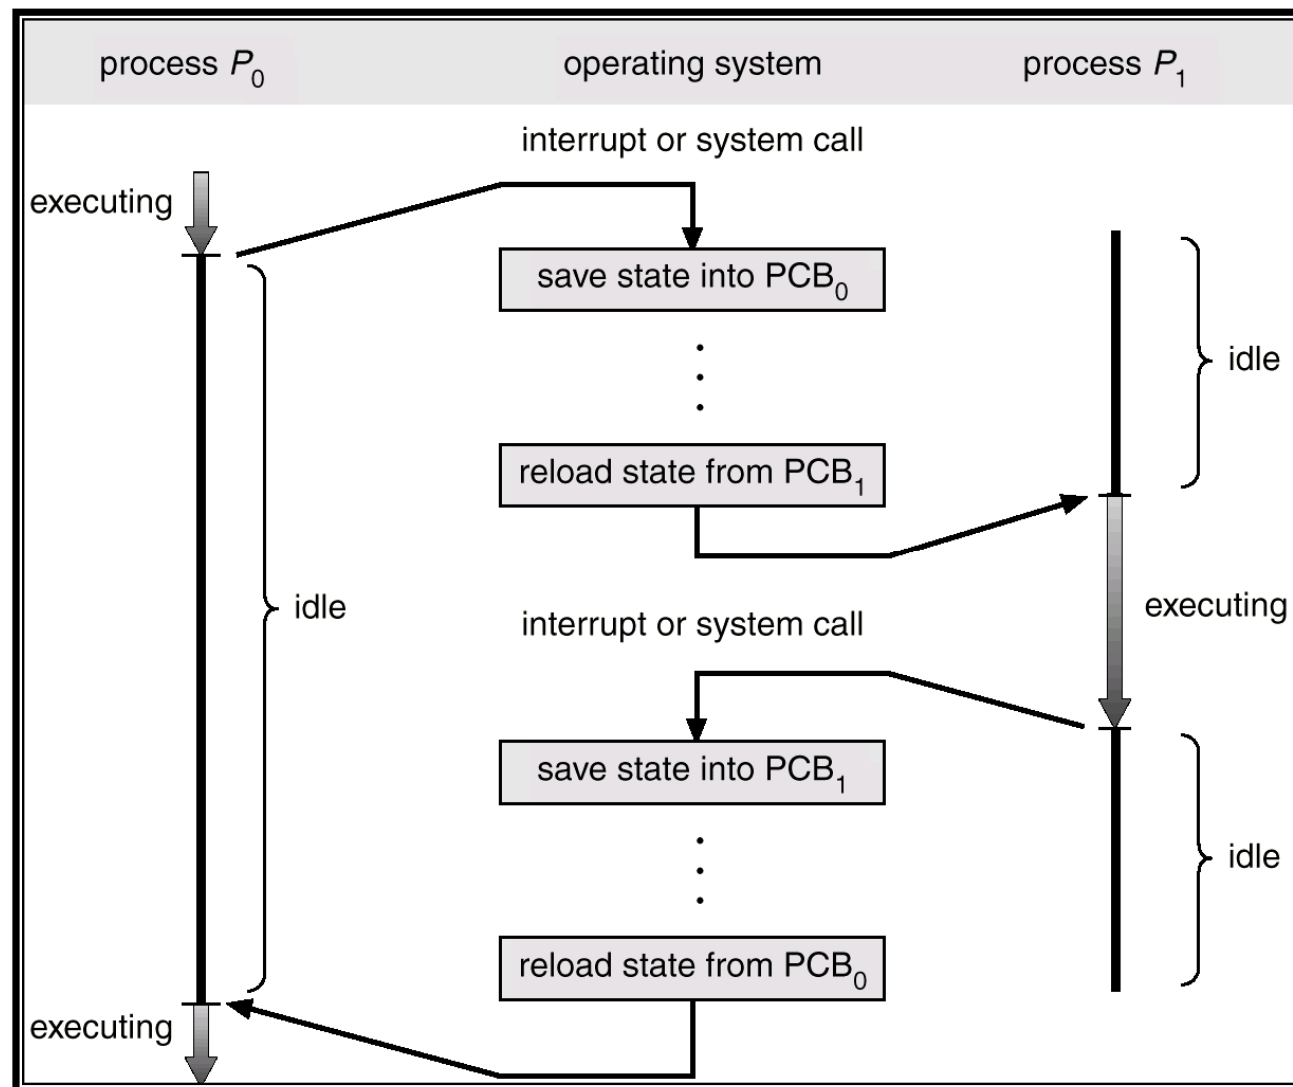 process P0 operating system process P1
interrupt or system call
executing
save state into PCB0
idle
reload state from PCB1
idle
executing
interrupt or system call
save state into PCB1
idle
reload state from PCB0
executing